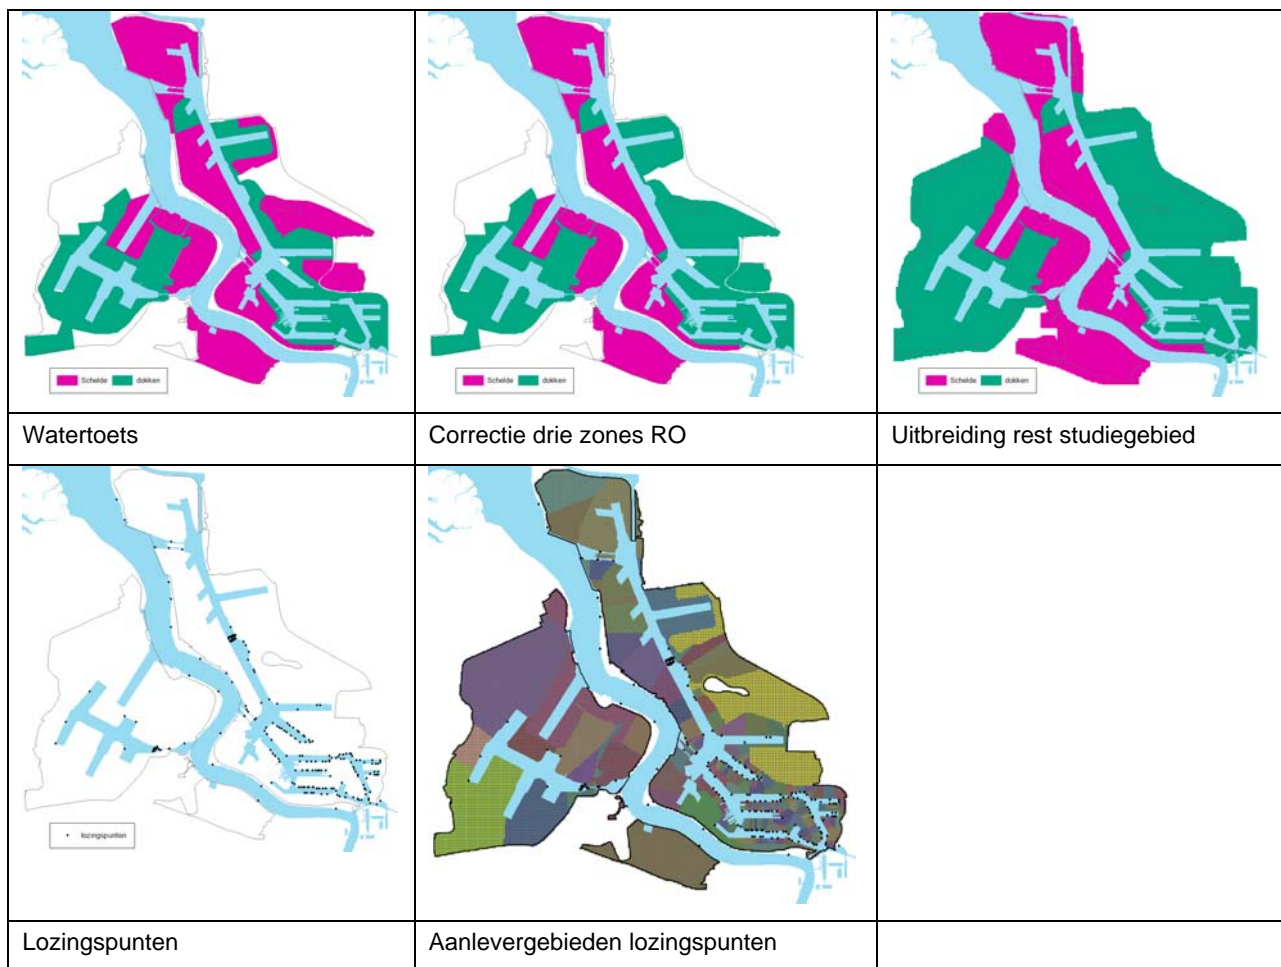 Schelde dokken
Schelde dokken
Schelde dokken
Watertoets
Correctie drie zones RO
Uitbreiding rest studiegebied
lozingspunten
Lozingspunten
Aanlevergebieden lozingspunten